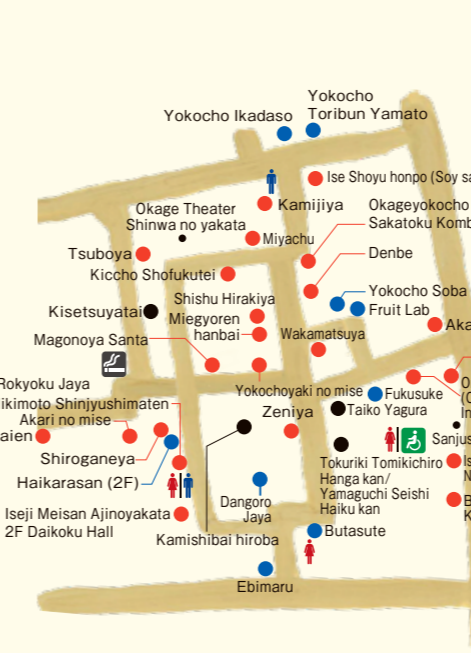 Yokocho
Toribun Yamato
Yokocho Ikadaso
Ise Shoyu honpo (Soy sa
Okage Theater
Shinwa no yakata
Kamijiya
Okageyokocho
Sakatoku Komb
Miyachu
Tsuboya
Denbe
Kiccho Shofukutei
Yokocho Soba
Shishu Hirakiya
Fruit Lab
Kisetsuyatai
Miegyoren
hanbai
Aka
Magonoya Santa
Wakamatsuya
Rokyoku Jaya
Yokochoyaki no mise
Fukusuke
O
(C
In
ikimoto Shinjyushimaten
Zeniya
Taiko Yagura
Akari no mise
aien
Sanjus
Shiroganeya
Tokuriki Tomikichiro
Hanga kan/
Yamaguchi Seishi
Haiku kan
Is
N
Haikarasan (2F)
Dangoro
Jaya
B
K
Iseji Meisan Ajinoyakata
2F Daikoku Hall
Kamishibai hiroba
Butasute
Ebimaru